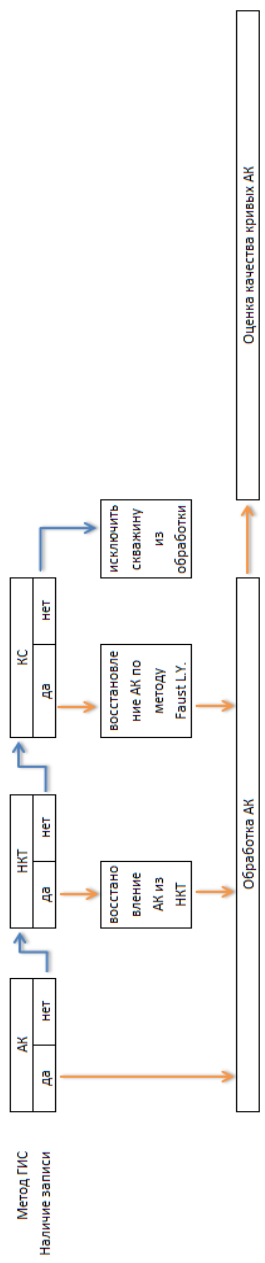 Метод ГИС
АК
НКТ
КС
Наличие записи
да
нет
да
нет
да
нет
восстано
вление
АК из
НКТ
восстановле
ние АК по
методу
Faust L.Y.
исключить
скважину
из
обработки
Обработка АК
Оценка качества кривых АК